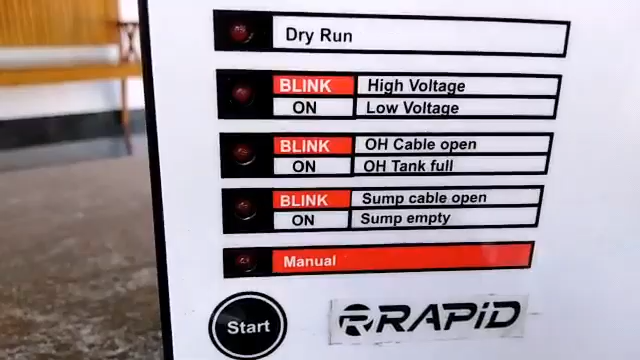 Dry Run
BLINK High Voltage
ON Low Voltage
BLINK OH Cable open
ON OH Tank full
BLINK Sump cable open
ON Sump empty
Manual
Start
RAPiD